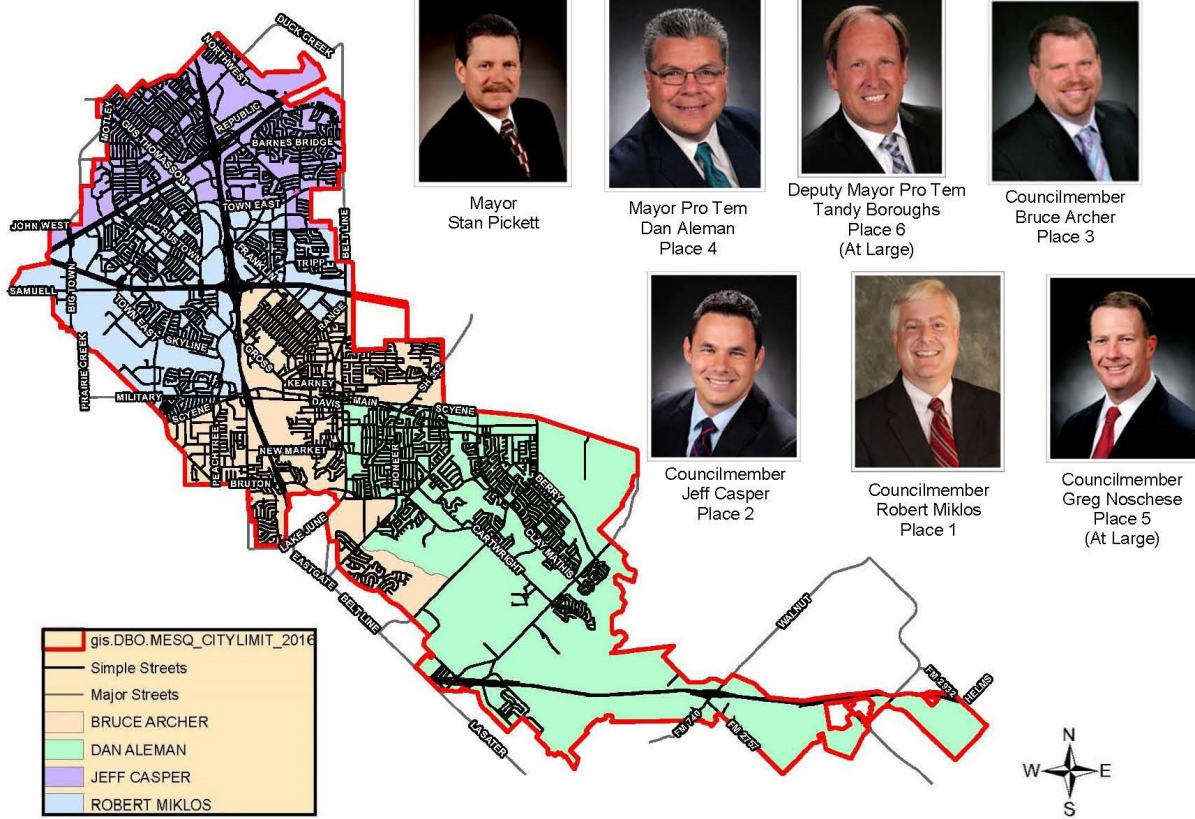 DUCK CREEK
NORTHWEST
MOTLEY
GUS THOMASSON
REPUBLIC
BARNES BRIDGE
TOWN EAST
JOHN WEST
BELTLINE
RUSTOWN
FRANKLIN
TRIPP
BIG TOWN
SAMUELL
TOWN EAST
SKYLINE
RANGE
GROSS
PRAIRIE CREEK
KEARNEY
SH 352
MILITARY
SCYENE
DAVIS
MAIN
SCYENE
PEACHTREE
NEW MARKET
PIONEER
BRUTON
BERRY
LAKE JUNE
CARTWRIGHT
CLAY MATHIS
EASTGATE
BELTLINE
WALNUT
LASATER
FM 740
FM 2757
FM 2932
HELMS
Mayor
Stan Pickett
Mayor Pro Tem
Dan Aleman
Place 4
Deputy Mayor Pro Tem
Tandy Boroughs
Place 6
(At Large)
Councilmember
Bruce Archer
Place 3
Councilmember
Jeff Casper
Place 2
Councilmember
Robert Miklos
Place 1
Councilmember
Greg Noschese
Place 5
(At Large)
gis.DBO.MESQ_CITYLIMIT_2016
Simple Streets
Major Streets
BRUCE ARCHER
DAN ALEMAN
JEFF CASPER
ROBERT MIKLOS
N
W E
S